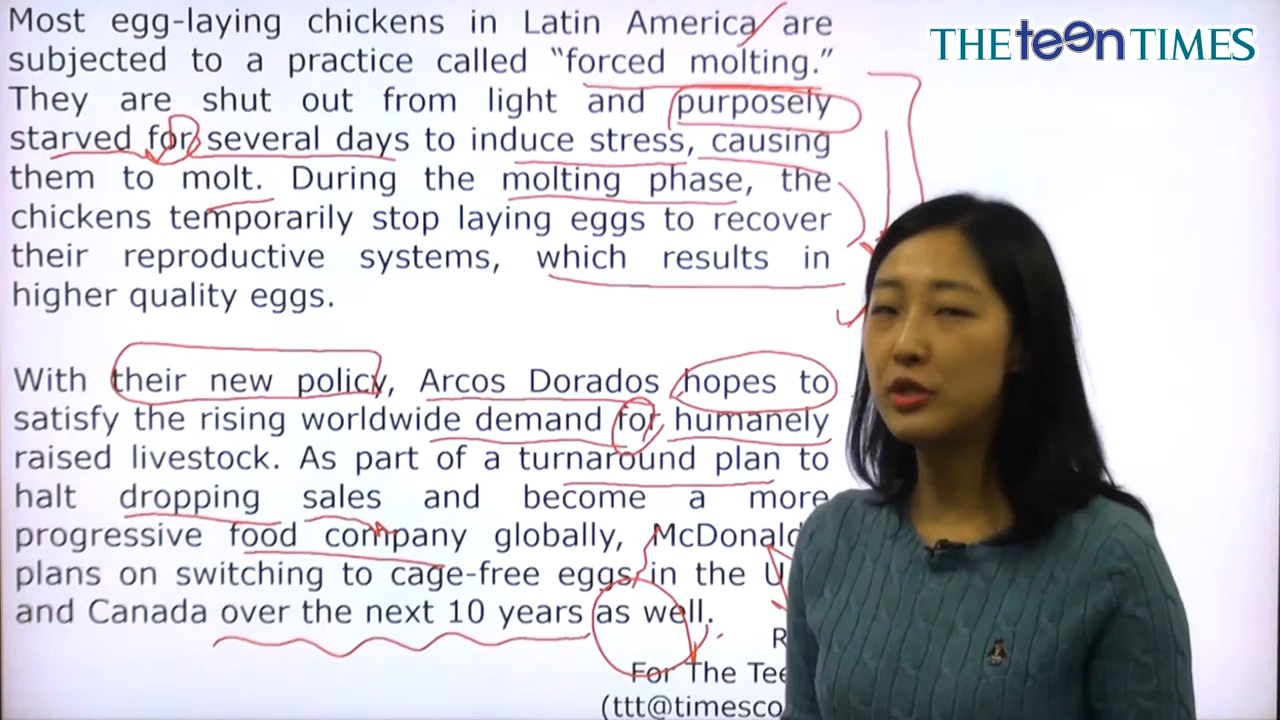 THE teen TIMES
Most egg-laying chickens in Latin America are
subjected to a practice called “forced molting.”
They are shut out from light and purposely
starved for several days to induce stress, causing
them to molt. During the molting phase, the
chickens temporarily stop laying eggs to recover
their reproductive systems, which results in
higher quality eggs.
With their new policy, Arcos Dorados hopes to
satisfy the rising worldwide demand for humanely
raised livestock. As part of a turnaround plan to
halt dropping sales and become a more
progressive food company globally, McDonald
plans on switching to cage-free eggs in the U
and Canada over the next 10 years as well.
R
For The Tee
(ttt@timesco